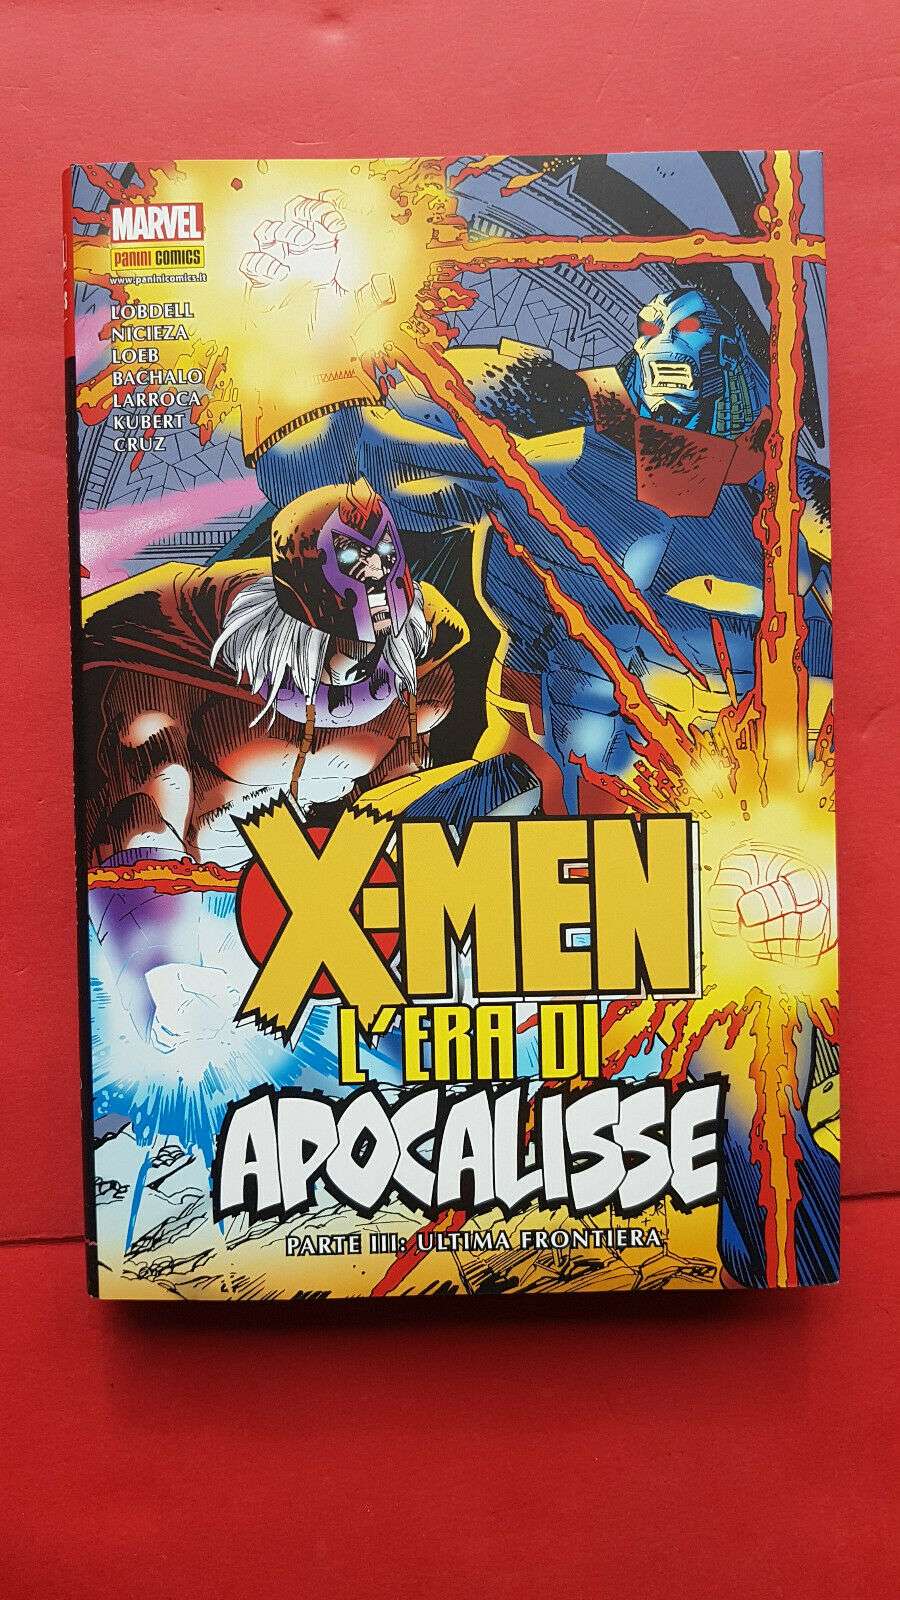 MARVEL
PANINI COMICS
www.paninicomics.it
LOBDELL
NICIEZA
LOEB
BACHALO
LARROCA
KUBERT
CRUZ
X-MEN
L'ERA DI
APOCALISSE
PARTE III: ULTIMA FRONTIERA